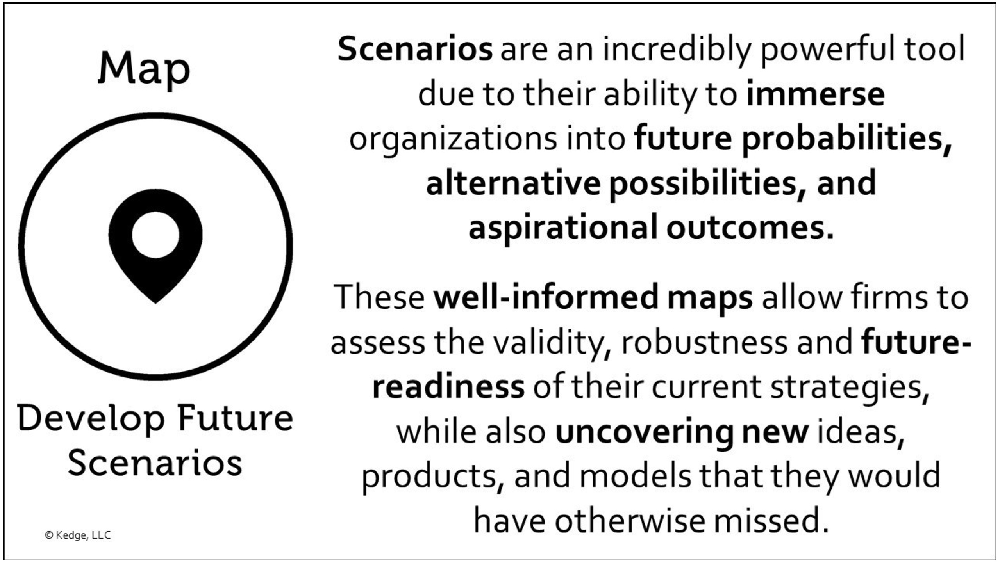 Map
Develop Future
Scenarios
© Kedge, LLC
Scenarios are an incredibly powerful tool
due to their ability to immerse
organizations into future probabilities,
alternative possibilities, and
aspirational outcomes.
These well-informed maps allow firms to
assess the validity, robustness and future-
readiness of their current strategies,
while also uncovering new ideas,
products, and models that they would
have otherwise missed.